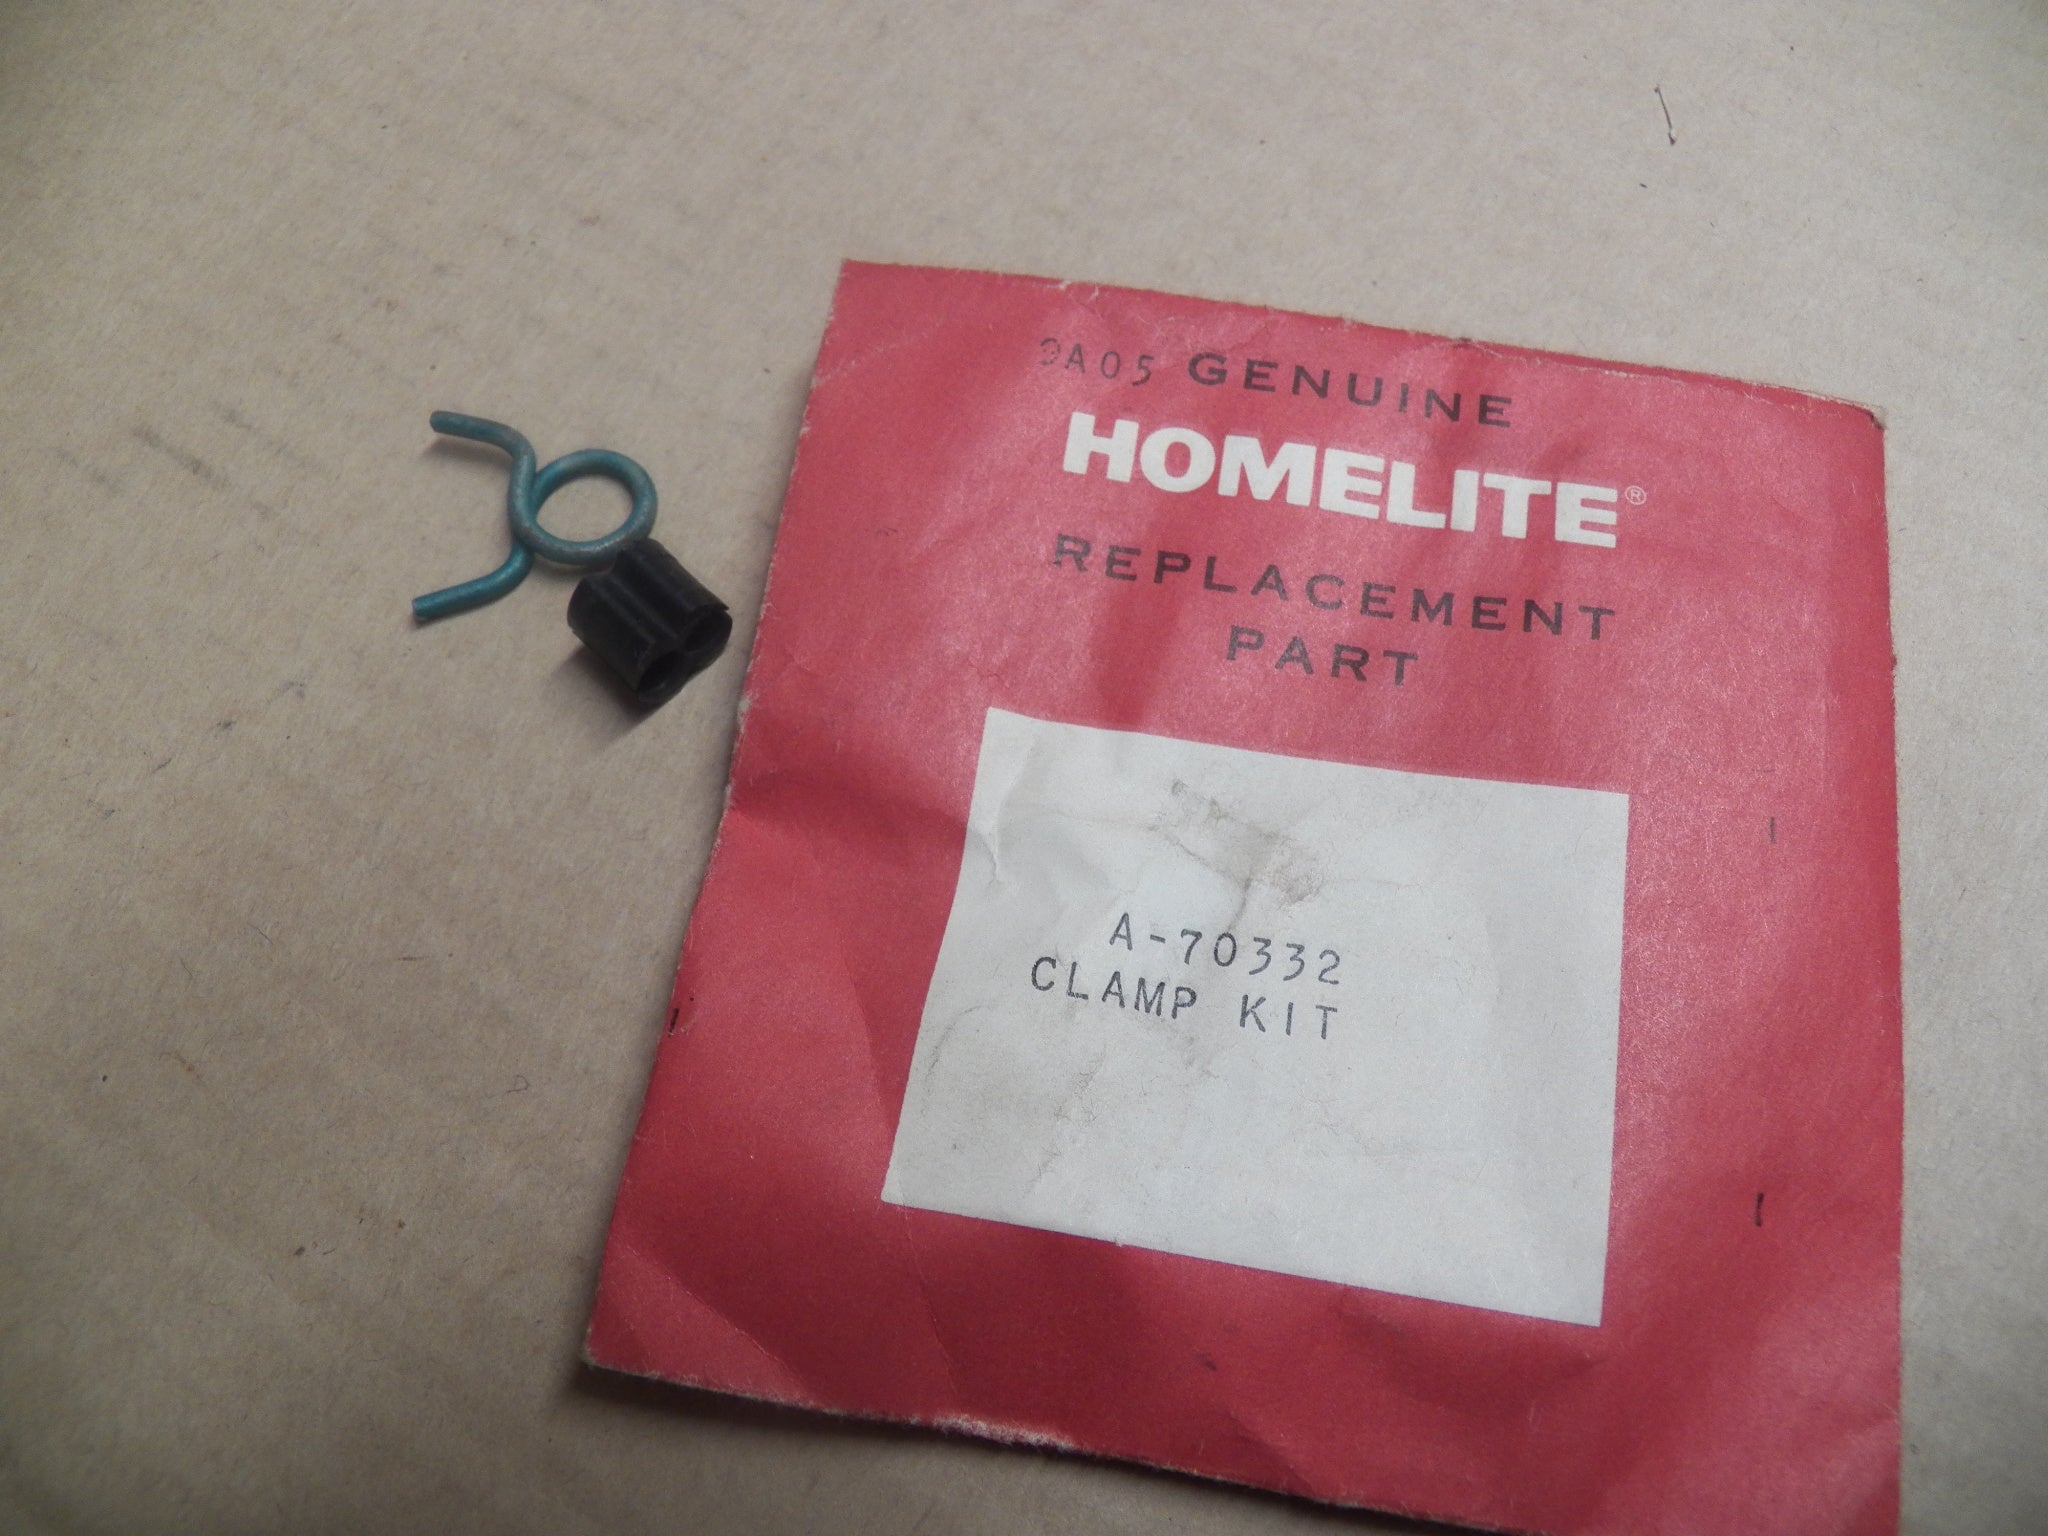 GENUINE
HOMELITE®
REPLACEMENT
PART
A-70332
CLAMP KIT